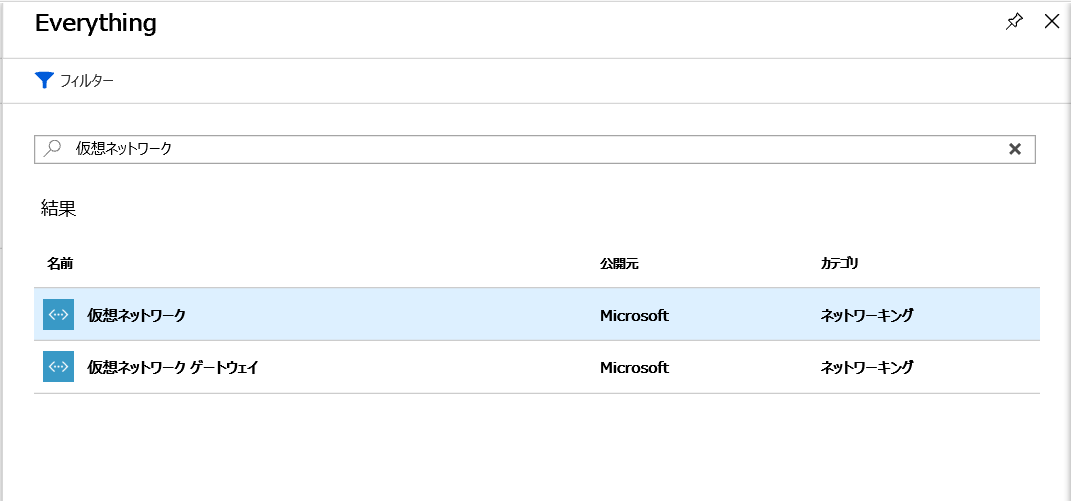 Everything
フィルター
仮想ネットワーク
結果
名前 公開元 カテゴリ
仮想ネットワーク Microsoft ネットワーキング
仮想ネットワーク ゲートウェイ Microsoft ネットワーキング